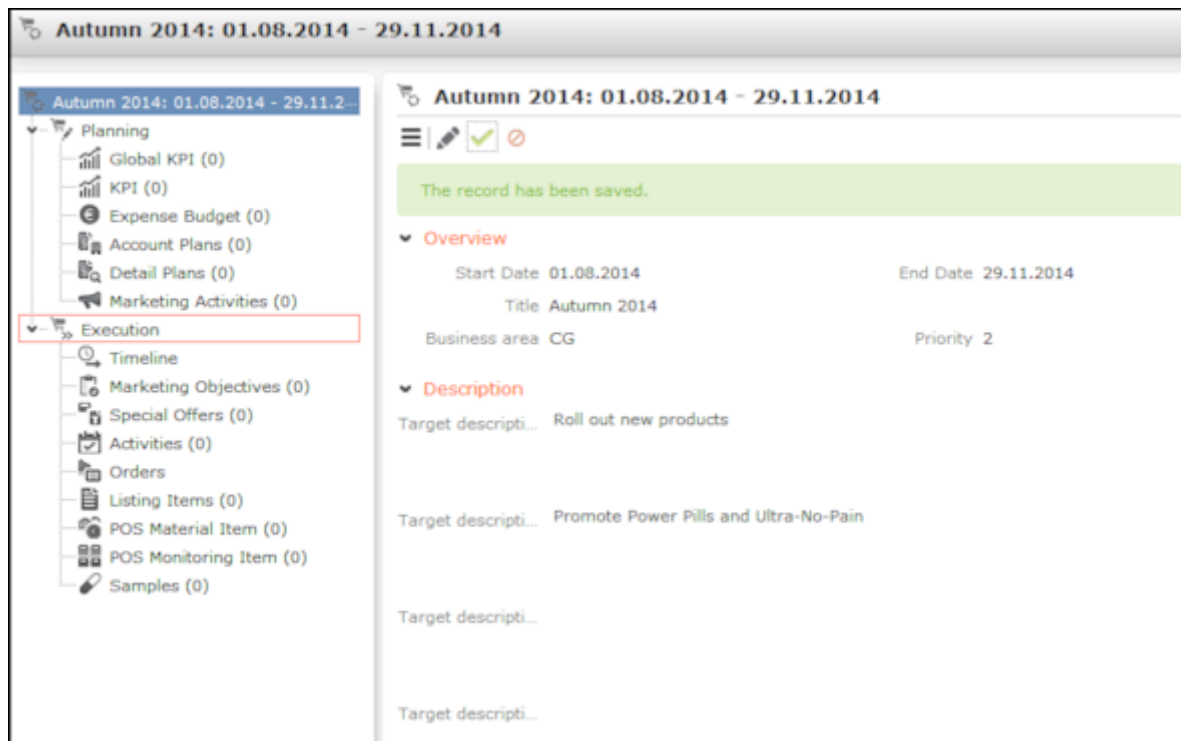 Autumn 2014: 01.08.2014 - 29.11.2014
Autumn 2014: 01.08.2014 - 29.11.2...
Planning
Global KPI (0)
KPI (0)
Expense Budget (0)
Account Plans (0)
Detail Plans (0)
Marketing Activities (0)
Execution
Timeline
Marketing Objectives (0)
Special Offers (0)
Activities (0)
Orders
Listing Items (0)
POS Material Item (0)
POS Monitoring Item (0)
Samples (0)
Autumn 2014: 01.08.2014 - 29.11.2014
The record has been saved.
Overview
Start Date 01.08.2014 End Date 29.11.2014
Title Autumn 2014
Business area CG Priority 2
Description
Target descripti... Roll out new products
Target descripti... Promote Power Pills and Ultra-No-Pain
Target descripti...
Target descripti...